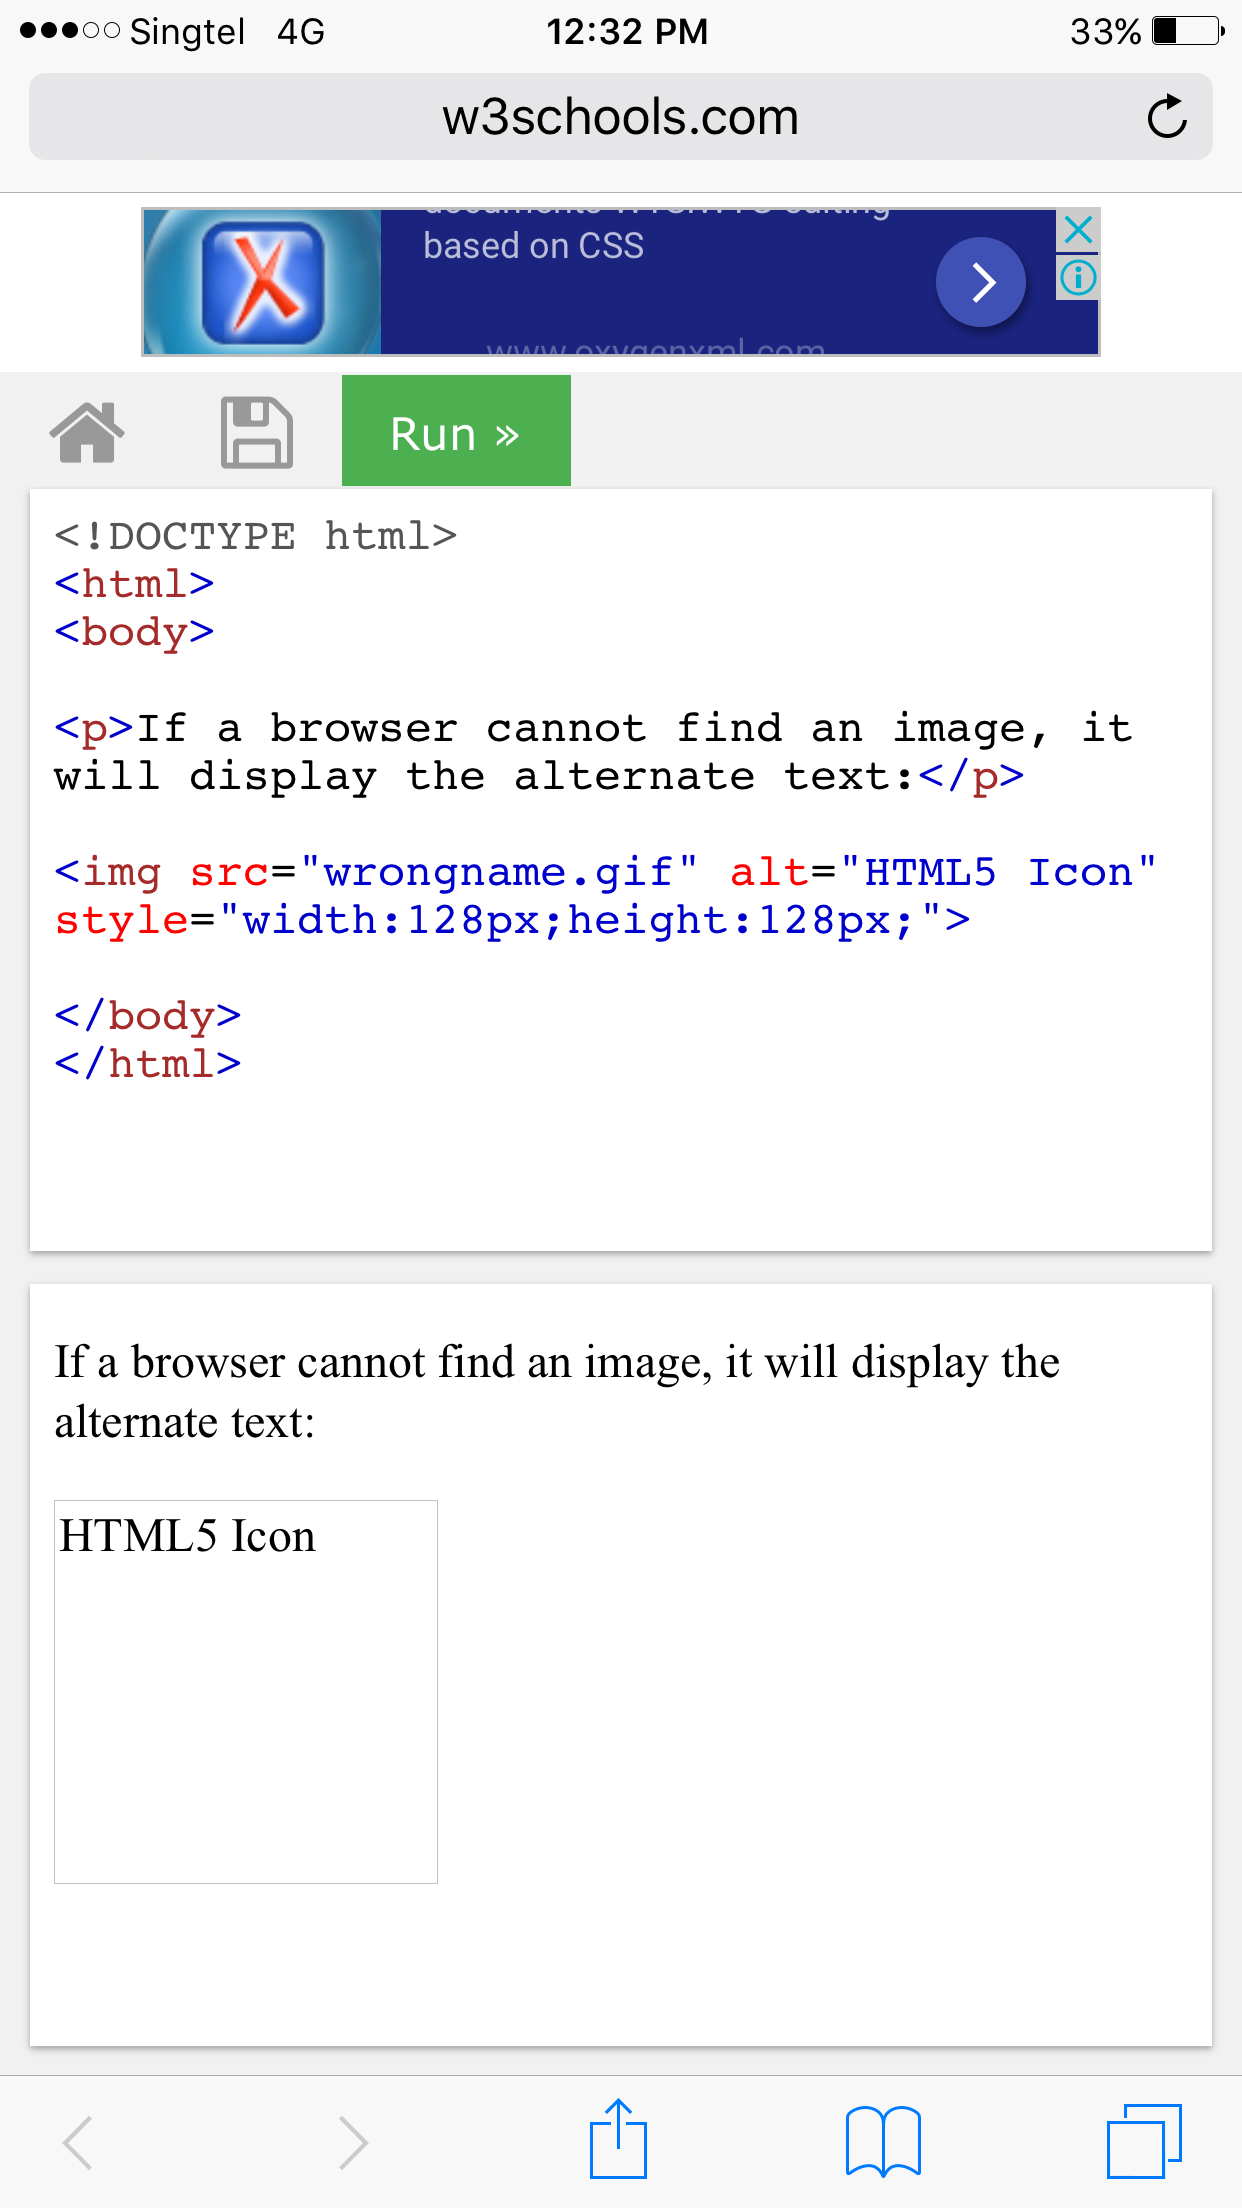 Singtel 4G 12:32 PM 33%
w3schools.com
based on CSS
www.oxygenxml.com
Run »
<!DOCTYPE html>
<html>
<body>
<p>If a browser cannot find an image, it
will display the alternate text:</p>
<img src="wrongname.gif" alt="HTML5 Icon"
style="width:128px;height:128px;">
</body>
</html>
If a browser cannot find an image, it will display the
alternate text:
HTML5 Icon